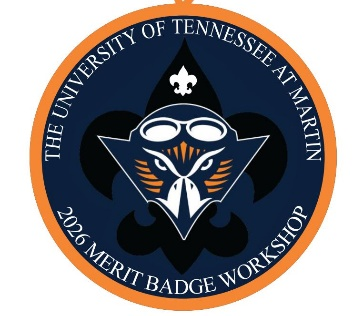 THE UNIVERSITY OF TENNESSEE AT MARTIN
2026 MERIT BADGE WORKSHOP